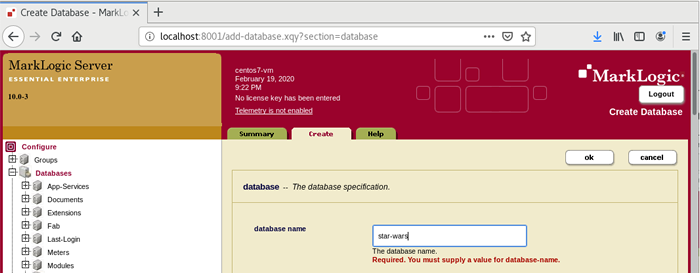 Create Database - MarkLo
localhost:8001/add-database.xqy?section=database
MarkLogic Server
ESSENTIAL ENTERPRISE
10.0-3
centos7-vm
February 19, 2020
9:22 PM
No license key has been entered
Telemetry is not enabled
MarkLogic
Logout
Create Database
Summary Create Help
Configure
Groups
Databases
App-Services
Documents
Extensions
Fab
Last-Login
Meters
Modules
ok cancel
database -- The database specification.
database name
star-wars
The database name.
Required. You must supply a value for database-name.